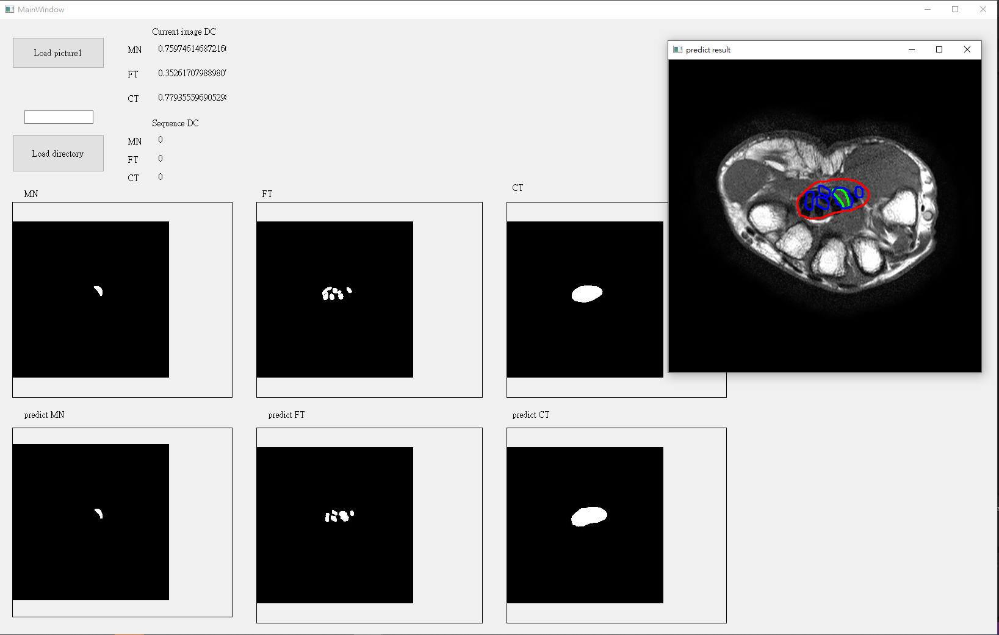 MainWindow
Current image DC
Load picture1
MN 0.759746146872166
FT 0.35261707988980
CT 0.77935559690529
Sequence DC
MN 0
Load directory
FT 0
CT 0
MN
FT
CT
predict result
predict MN
predict FT
predict CT